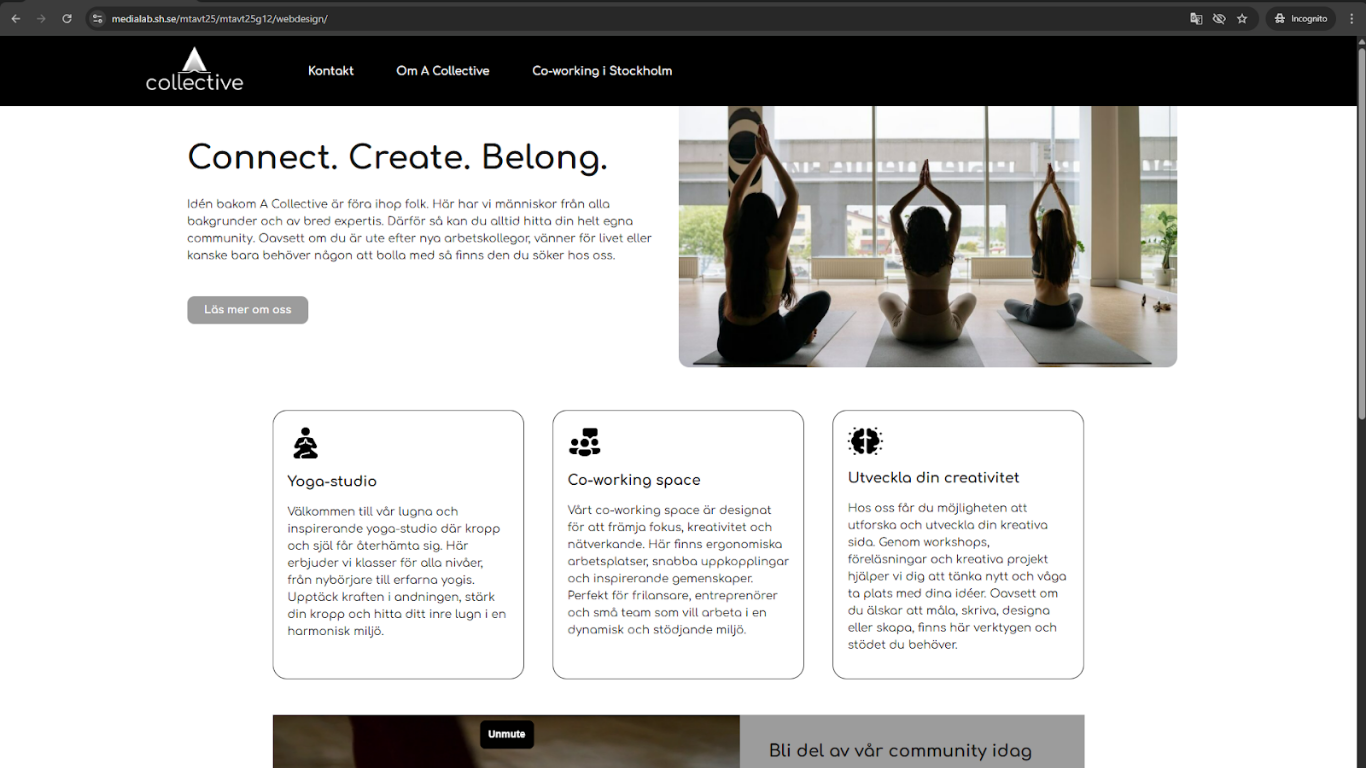 medialab.sh.se/mtavt25/mtavt25g12/webdesign/
Incognito
collective
Kontakt
Om A Collective
Co-working i Stockholm
Connect. Create. Belong.
Idén bakom A Collective är föra ihop folk. Här har vi människor från alla
bakgrunder och av bred expertis. Därför så kan du alltid hitta din helt egna
community. Oavsett om du är ute efter nya arbetskollegor, vänner för livet eller
kanske bara behöver någon att bolla med så finns den du söker hos oss.
Läs mer om oss
Yoga-studio
Välkommen till vår lugna och
inspirerande yoga-studio där kropp
och själ får återhämta sig. Här
erbjuder vi klasser för alla nivåer,
från nybörjare till erfarna yogis.
Upptäck kraften i andningen, stärk
din kropp och hitta ditt inre lugn i en
harmonisk miljö.
Co-working space
Vårt co-working space är designat
för att främja fokus, kreativitet och
nätverkande. Här finns ergonomiska
arbetsplatser, snabba uppkopplingar
och inspirerande gemenskaper.
Perfekt för frilansare, entreprenörer
och små team som vill arbeta i en
dynamisk och stödjande miljö.
Utveckla din creativitet
Hos oss får du möjligheten att
utforska och utveckla din kreativa
sida. Genom workshops,
föreläsningar och kreativa projekt
hjälper vi dig att tänka nytt och våga
ta plats med dina idéer. Oavsett om
du älskar att måla, skriva, designa
eller skapa, finns här verktygen och
stödet du behöver.
Unmute
Bli del av vår community idag